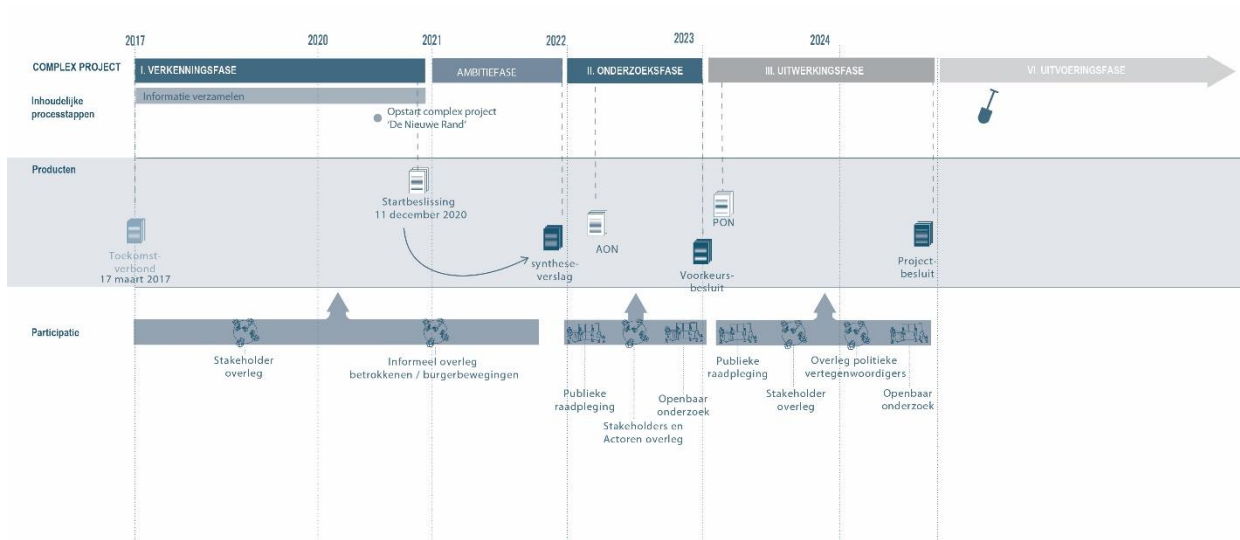 2017
2020
2021
2022
2023
2024
COMPLEX PROJECT
I. VERKENNINGSFASE
AMBITIEFASE
II. ONDERZOEKSFASE
III. UITWERKINGSFASE
VI. UITVOERINGSFASE
Inhoudelijke
processtappen
Informatie verzamelen
Opstart complex project
'De Nieuwe Rand'
Producten
Toekomst-
verbond
17 maart 2017
Startbeslissing
11 december 2020
synthese-
verslag
AON
Voorkeurs-
besluit
PON
Project-
besluit
Participatie
Stakeholder
overleg
Informeel overleg
betrokkenen / burgerbewegingen
Publieke
raadpleging
Stakeholders en
Actoren overleg
Openbaar
onderzoek
Publieke
raadpleging
Stakeholder
overleg
Overleg politieke
vertegenwoordigers
Openbaar
onderzoek